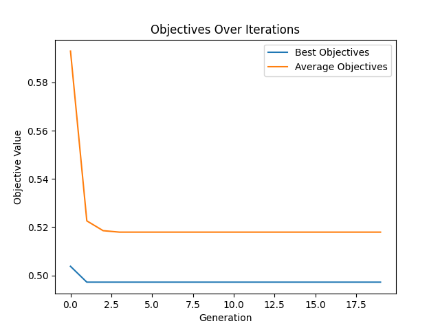 Objectives Over Iterations
Best Objectives
Average Objectives
Objective Value
0.58
0.56
0.54
0.52
0.50
0.0 2.5 5.0 7.5 10.0 12.5 15.0 17.5
Generation